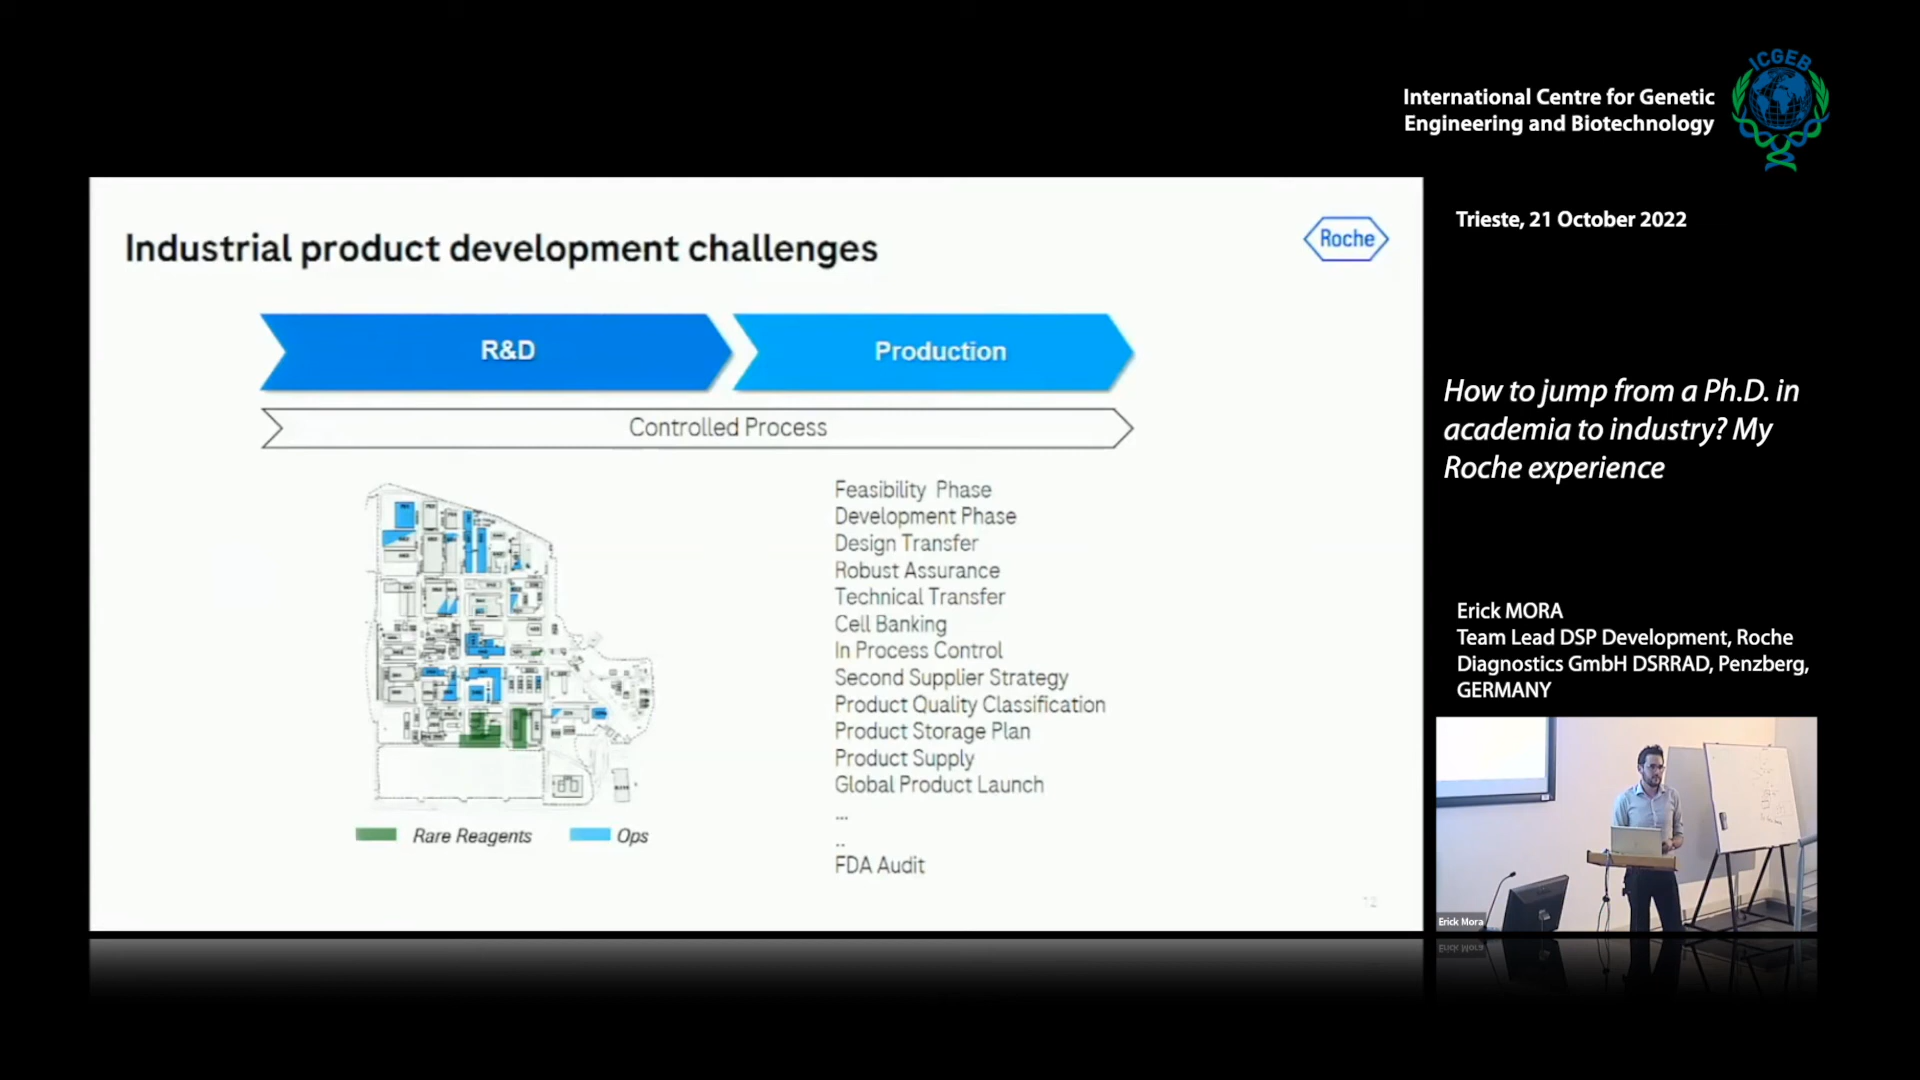 ICGEB
International Centre for Genetic
Engineering and Biotechnology
Trieste, 21 October 2022
Industrial product development challenges
Roche
R&D
Production
Controlled Process
Feasibility Phase
Development Phase
Design Transfer
Robust Assurance
Technical Transfer
Cell Banking
In Process Control
Second Supplier Strategy
Product Quality Classification
Product Storage Plan
Product Supply
Global Product Launch
...
..
FDA Audit
Rare Reagents
Ops
12
How to jump from a Ph.D. in
academia to industry? My
Roche experience
Erick MORA
Team Lead DSP Development, Roche
Diagnostics GmbH DSRRAD, Penzberg,
GERMANY
Erick Mora